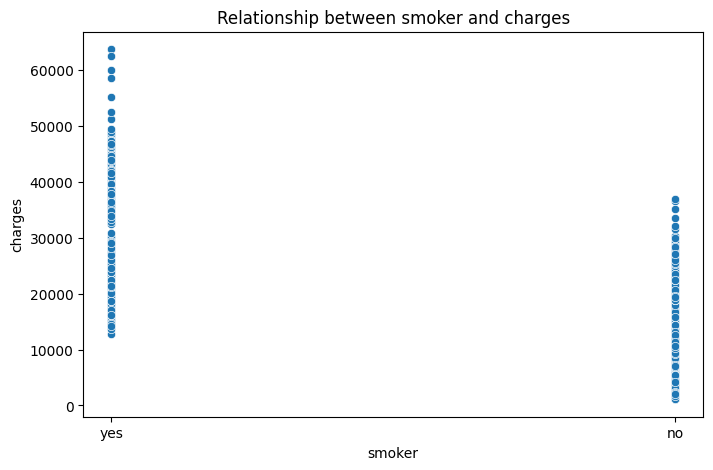 Relationship between smoker and charges
charges
60000
50000
40000
30000
20000
10000
0
yes
no
smoker